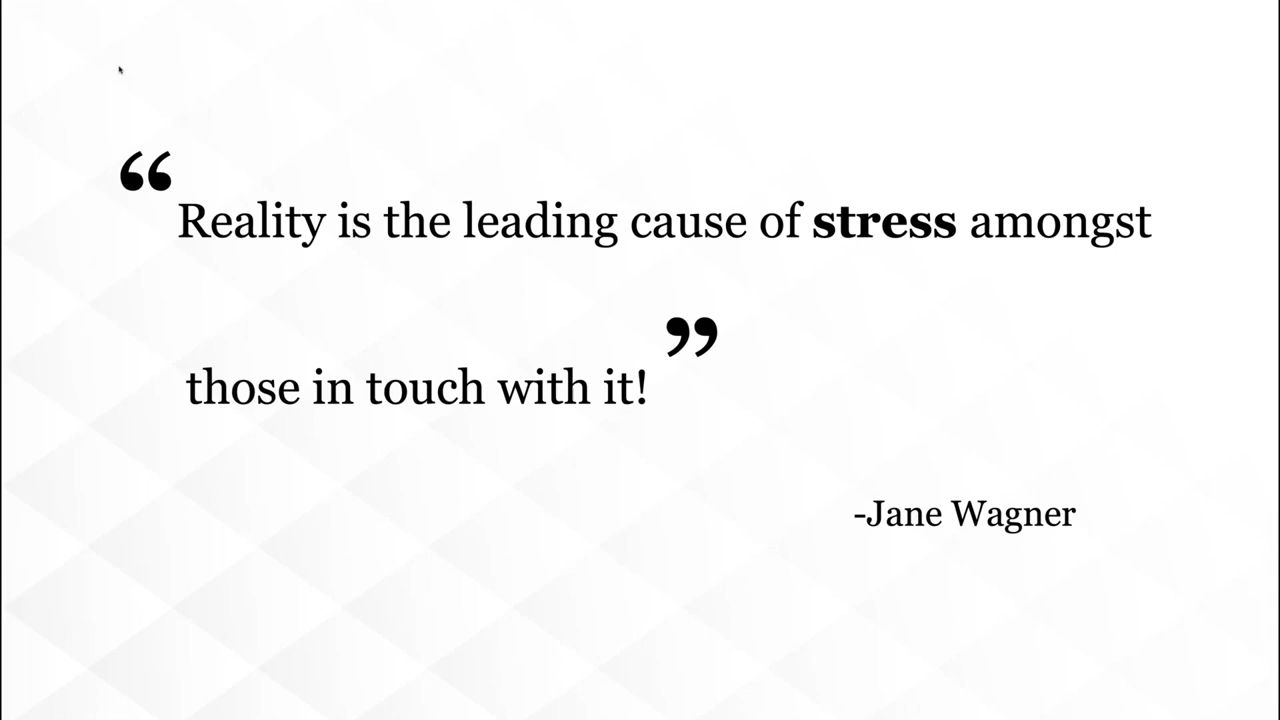 “Reality is the leading cause of stress amongst
those in touch with it!”
-Jane Wagner